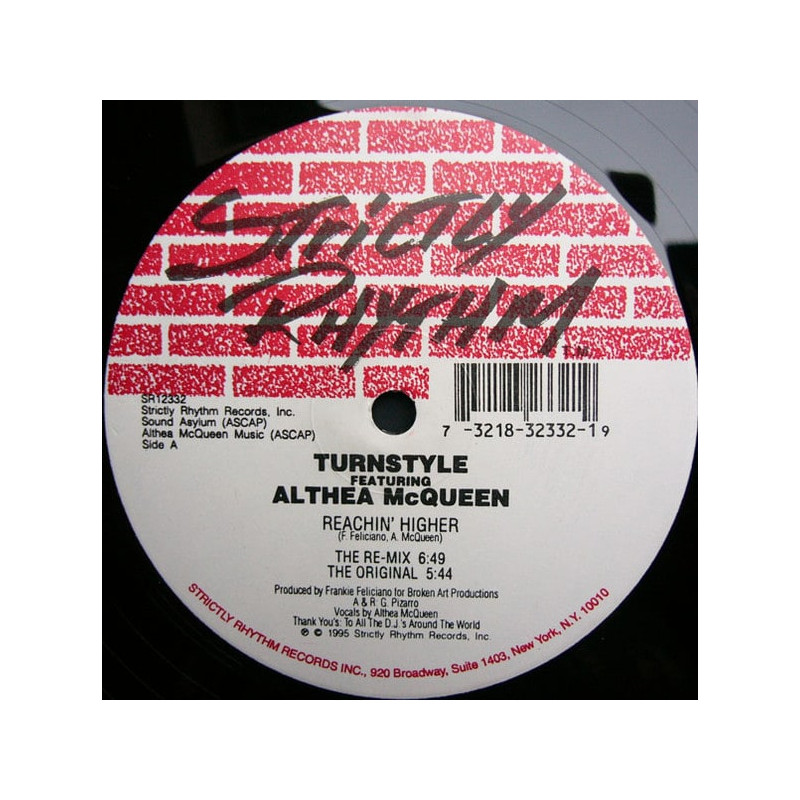 STRICTLY
RHYTHM
T.M.
SR12332
Strictly Rhythm Records, Inc.
Sound Asylum (ASCAP)
Althea McQueen Music (ASCAP)
Side A
7 -3218-32332-1 9
TURNSTYLE
FEATURING
ALTHEA McQUEEN
REACHIN' HIGHER
(F. Feliciano, A. McQueen)
THE RE-MIX 6:49
THE ORIGINAL 5:44
Produced by Frankie Feliciano for Broken Art Productions
A & R G. Pizarro
Vocals by Althea McQueen
Thank You's: To All The D.J.'s Around The World
℗ © 1995 Strictly Rhythm Records, Inc.
STRICTLY RHYTHM RECORDS INC., 920 Broadway, Suite 1403, New York, N.Y. 10010